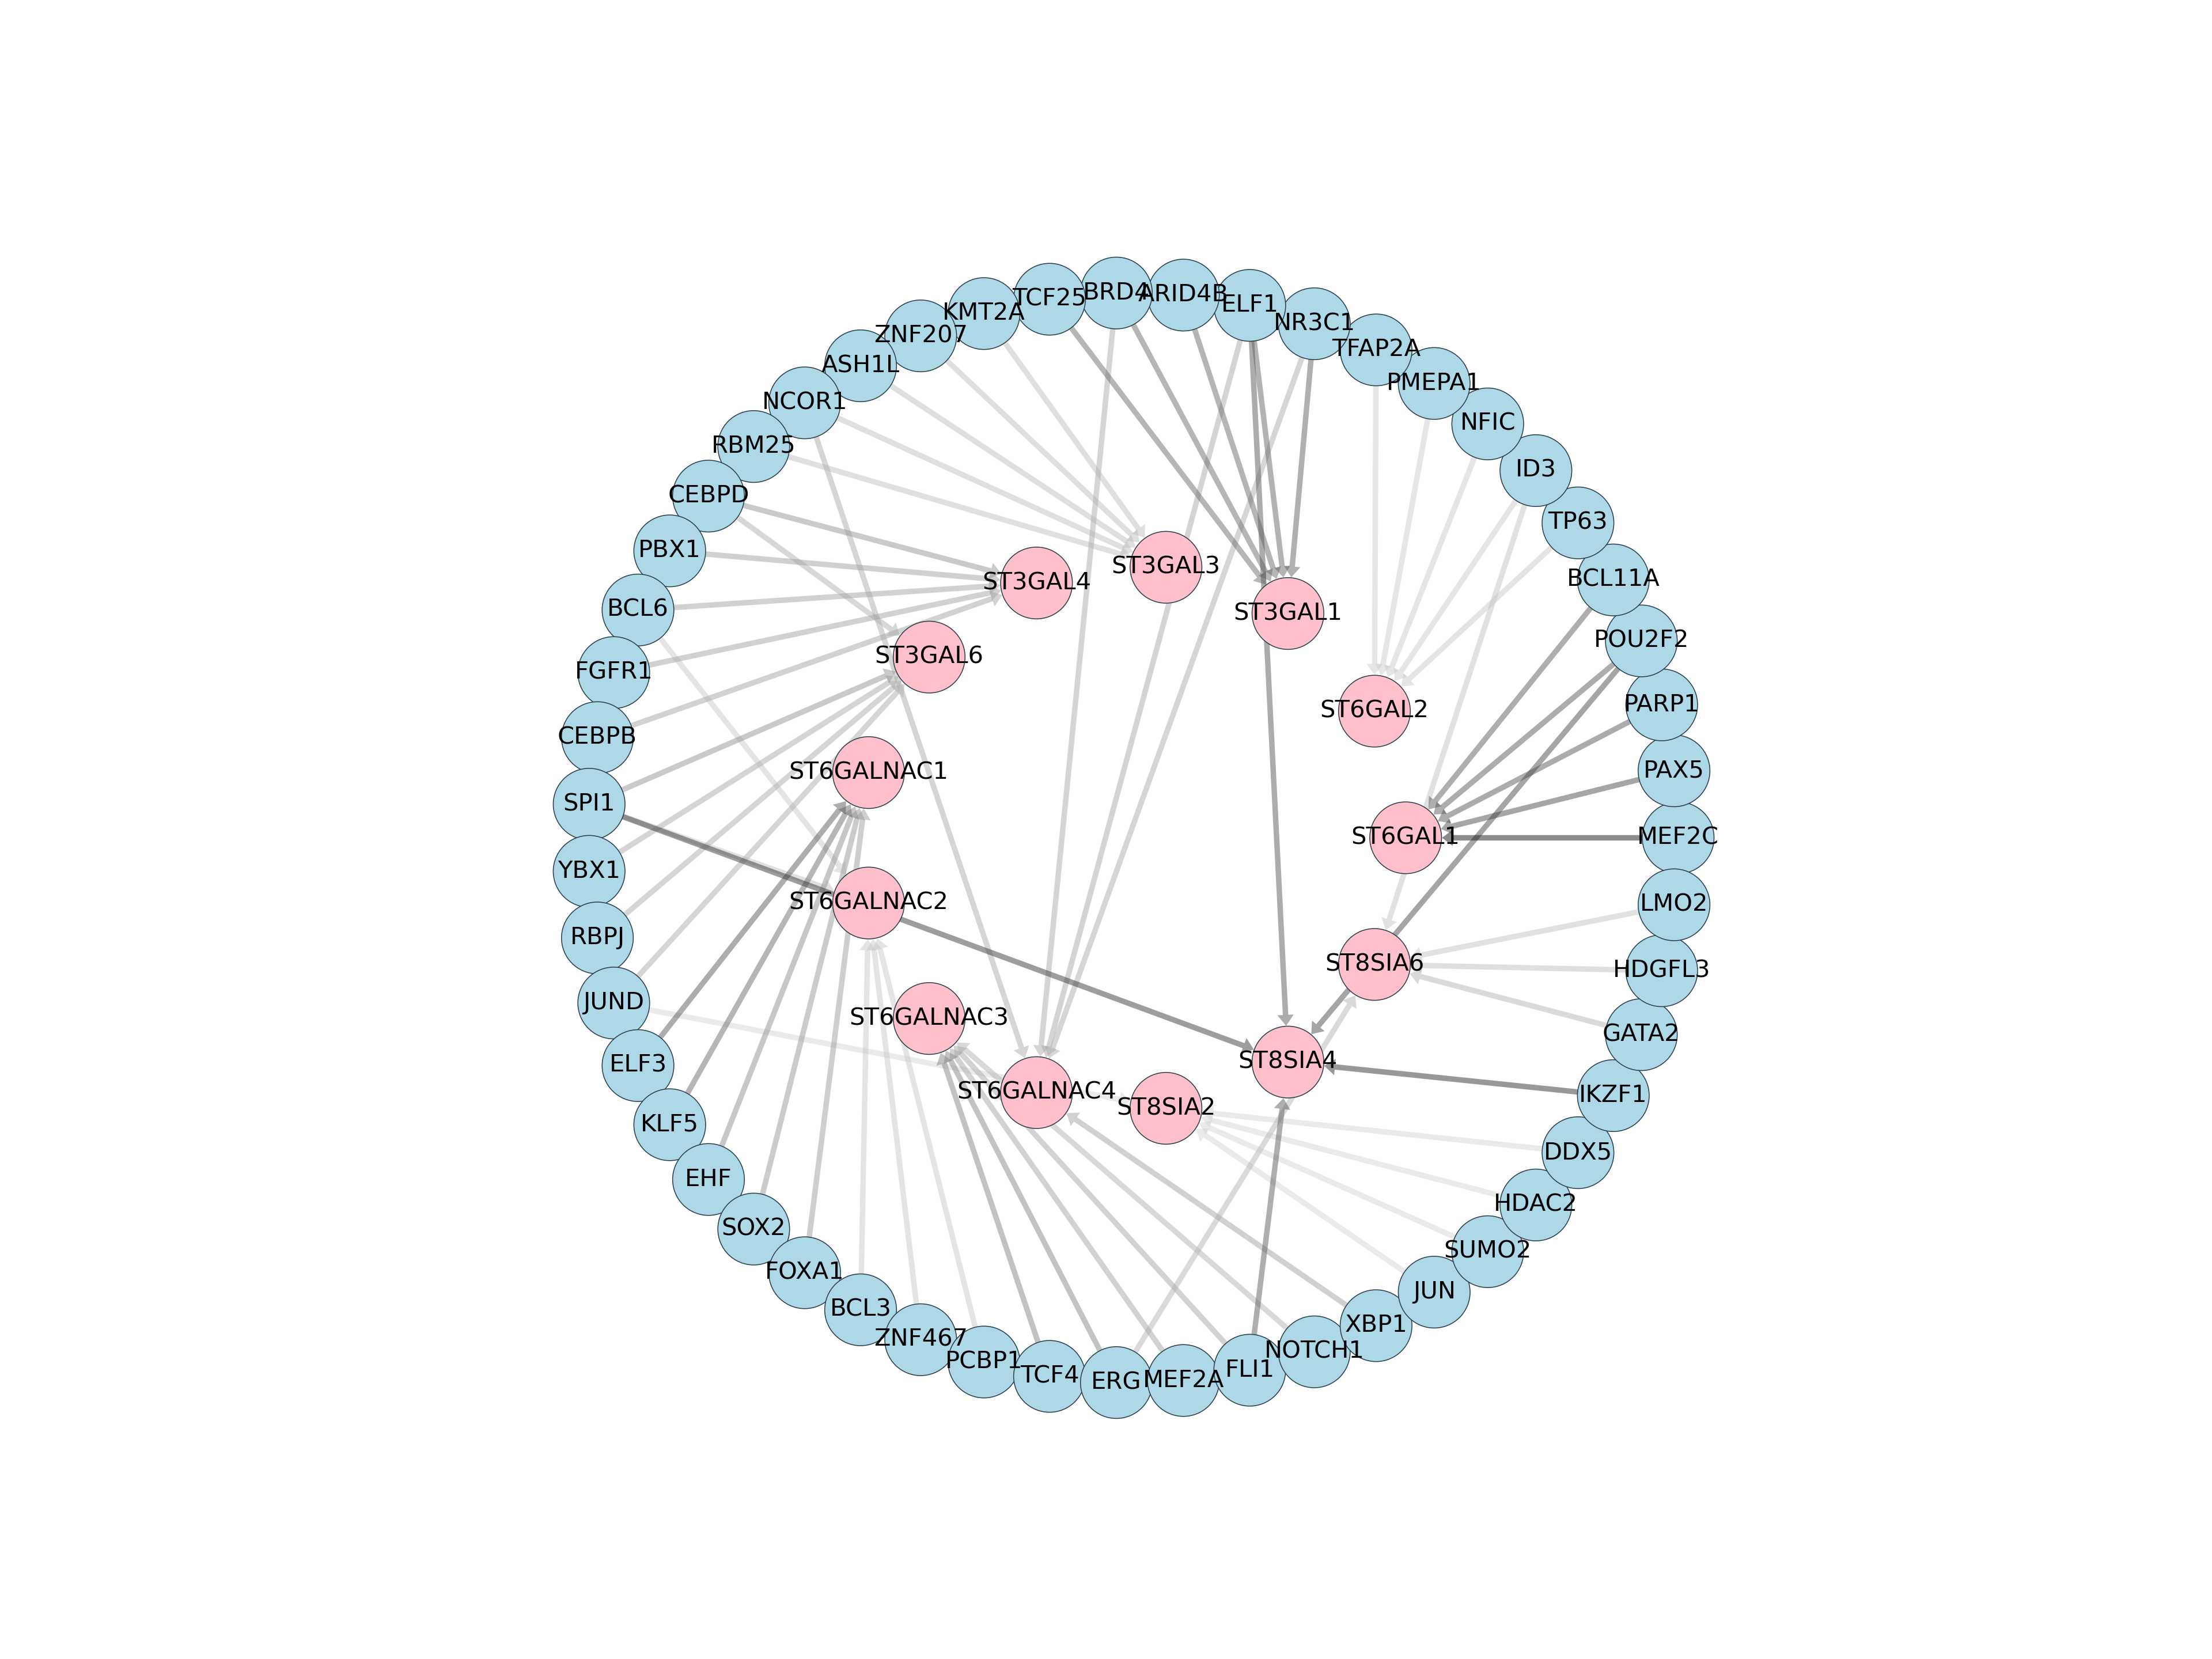 BRD4
ARID4B
TCF25
ELF1
KMT2A
NR3C1
ZNF207
TFAP2A
ASH1L
PMEPA1
NCOR1
NFIC
RBM25
ID3
CEBPD
TP63
PBX1
ST3GAL3
BCL11A
ST3GAL4
BCL6
ST3GAL1
POU2F2
ST3GAL6
FGFR1
PARP1
ST6GAL2
CEBPB
PAX5
ST6GALNAC1
SPI1
MEF2C
ST6GAL1
YBX1
ST6GALNAC2
LMO2
RBPJ
ST8SIA6
HDGFL3
JUND
ST6GALNAC3
GATA2
ELF3
ST8SIA4
ST6GALNAC4
IKZF1
ST8SIA2
KLF5
DDX5
EHF
HDAC2
SOX2
SUMO2
FOXA1
JUN
BCL3
XBP1
ZNF467
NOTCH1
PCBP1
FLI1
TCF4
MEF2A
ERG